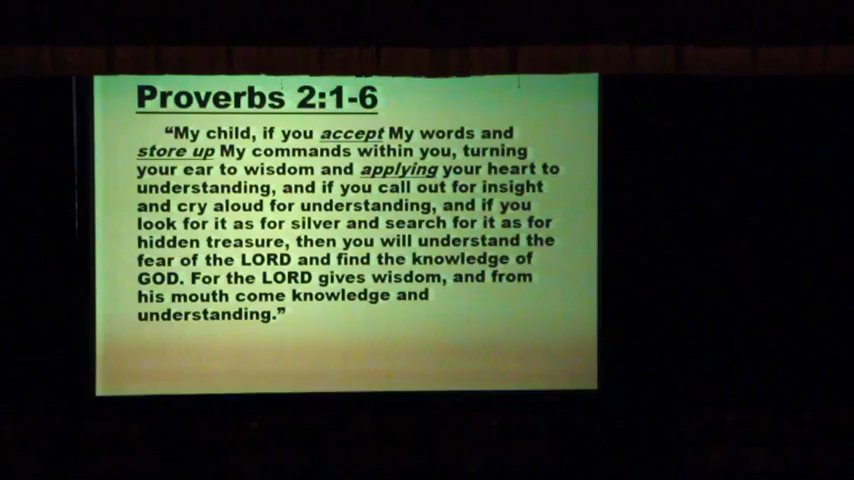 Proverbs 2:1-6
“My child, if you accept My words and
store up My commands within you, turning
your ear to wisdom and applying your heart to
understanding, and if you call out for insight
and cry aloud for understanding, and if you
look for it as for silver and search for it as for
hidden treasure, then you will understand the
fear of the LORD and find the knowledge of
GOD. For the LORD gives wisdom, and from
his mouth come knowledge and
understanding.”